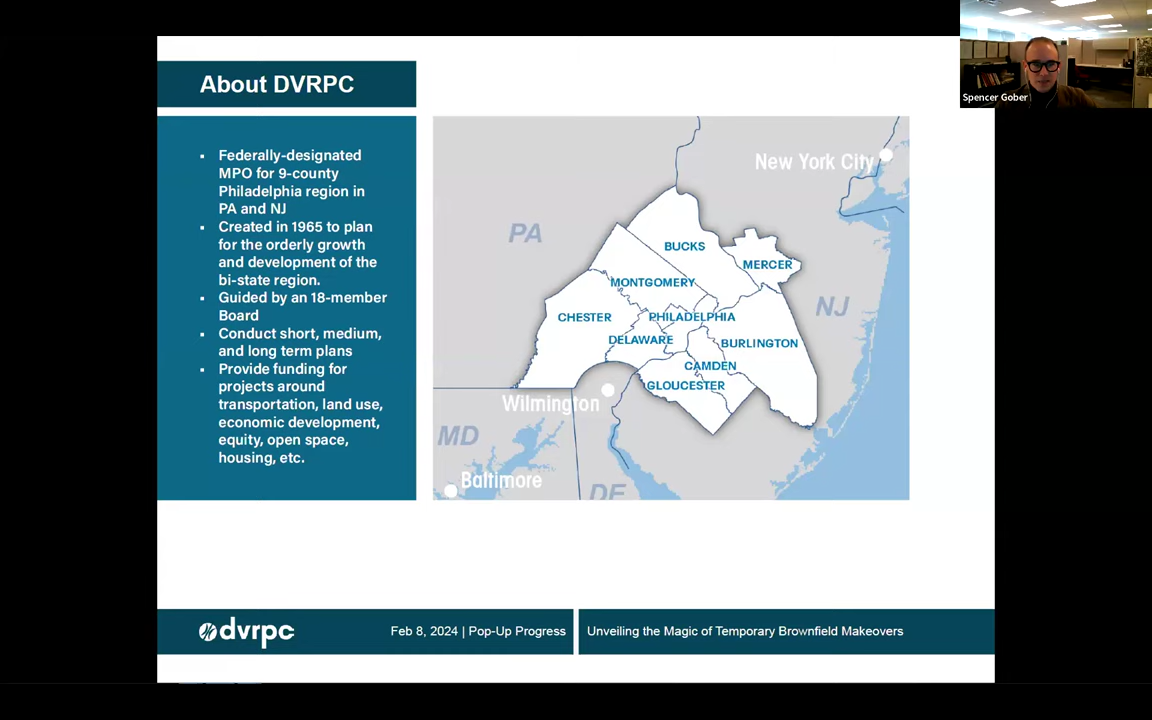 About DVRPC
▪ Federally-designated
MPO for 9-county
Philadelphia region in
PA and NJ
▪ Created in 1965 to plan
for the orderly growth
and development of the
bi-state region.
▪ Guided by an 18-member
Board
▪ Conduct short, medium,
and long term plans
▪ Provide funding for
projects around
transportation, land use,
economic development,
equity, open space,
housing, etc.
New York City
PA
BUCKS
MERCER
MONTGOMERY
NJ
CHESTER
PHILADELPHIA
DELAWARE
BURLINGTON
CAMDEN
GLOUCESTER
Wilmington
MD
Baltimore
DE
dvrpc
Feb 8, 2024 | Pop-Up Progress
Unveiling the Magic of Temporary Brownfield Makeovers
Spencer Gober